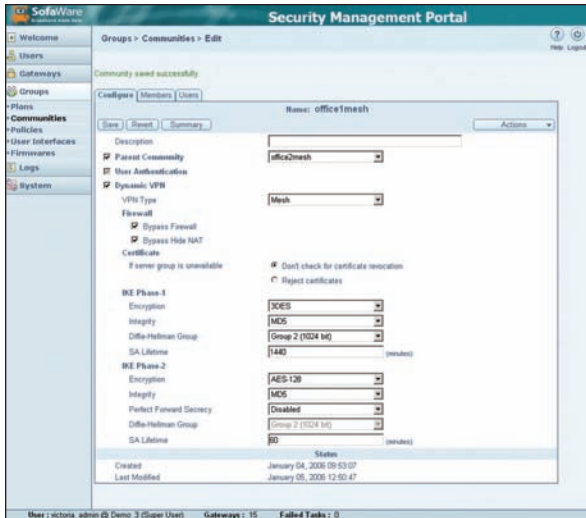 SofaWare
Security Management Portal
Welcome
Users
Gateways
Groups
Plans
Communities
Policies
User Interfaces
Firmwares
Logs
System
Groups > Communities > Edit
Help Logout
Community saved successfully.
Configure Members Users
Name: office1mesh
Save Revert Summary Actions
Description
Parent Community office2mesh
User Authentication
Dynamic VPN
VPN Type Mesh
Firewall
Bypass Firewall
Bypass Hide NAT
Certificate
If server group is unavailable Don't check for certificate revocation
Reject certificates
IKE Phase-1
Encryption 3DES
Integrity MD5
Diffie-Hellman Group Group 2 (1024 bit)
SA Lifetime 1440 (minutes)
IKE Phase-2
Encryption AES-128
Integrity MD5
Perfect Forward Secrecy Disabled
Diffie-Hellman Group Group 2 (1024 bit)
SA Lifetime 60 (minutes)
Status
Created January 04, 2006 09:53:07
Last Modified January 05, 2006 12:50:47
User : victoria_admin @ Demo_3 (Super User) Gateways : 15 Failed Tasks : 0